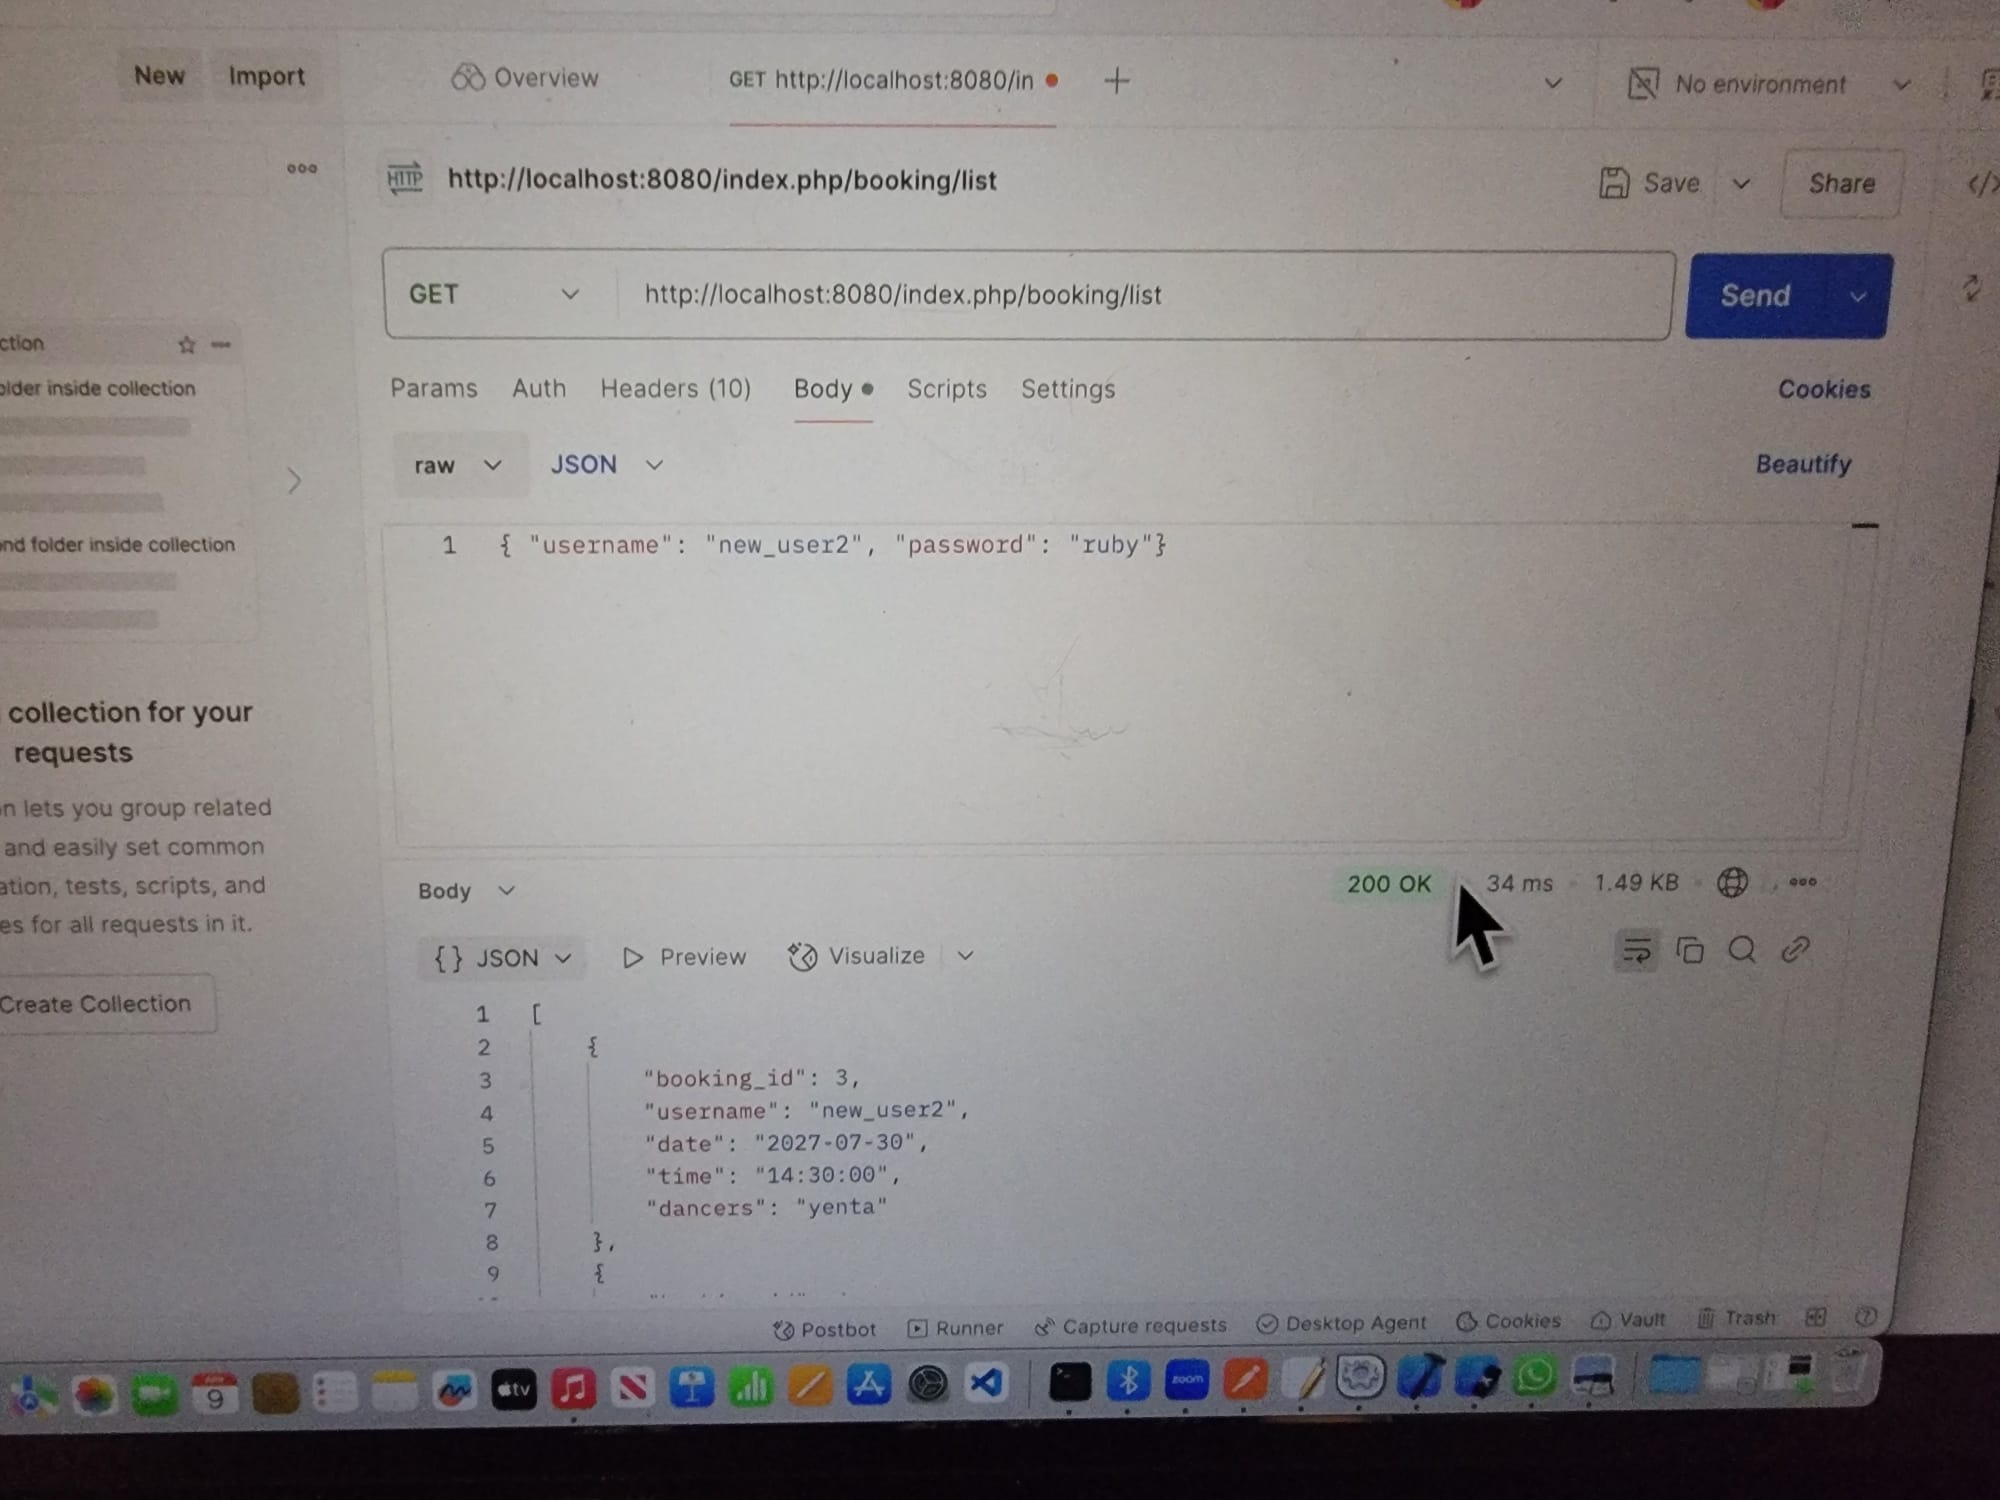 New Import
Overview
GET http://localhost:8080/in
No environment
http://localhost:8080/index.php/booking/list
Save
Share
</>
GET
http://localhost:8080/index.php/booking/list
Send
ction
older inside collection
nd folder inside collection
collection for your
requests
n lets you group related
and easily set common
ation, tests, scripts, and
es for all requests in it.
Create Collection
Params Auth Headers (10) Body Scripts Settings
Cookies
raw JSON
Beautify
1 { "username": "new_user2", "password": "ruby"}
Body
200 OK 34 ms 1.49 KB
{} JSON Preview Visualize
1 [
2 {
3 "booking_id": 3,
4 "username": "new_user2",
5 "date": "2027-07-30",
6 "time": "14:30:00",
7 "dancers": "yenta"
8 },
9 {
Postbot Runner Capture requests Desktop Agent Cookies Vault Trash
9
tv
zoom